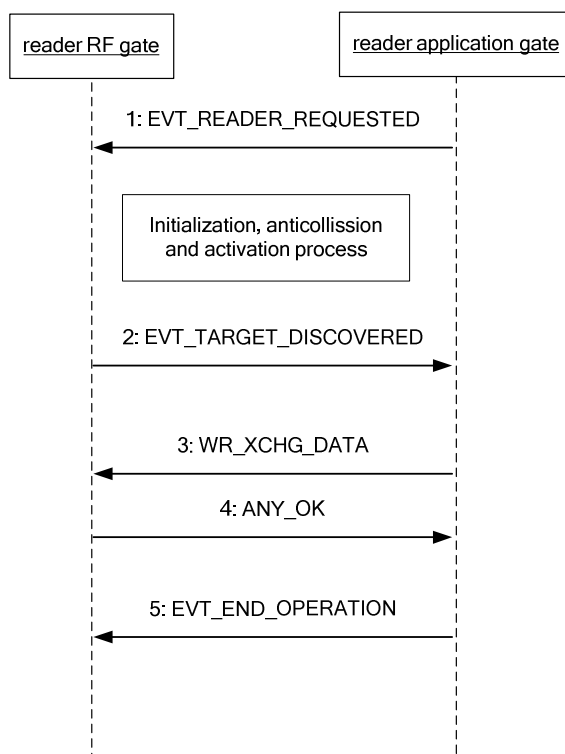 reader RF gate
reader application gate
1: EVT_READER_REQUESTED
Initialization, anticollission
and activation process
2: EVT_TARGET_DISCOVERED
3: WR_XCHG_DATA
4: ANY_OK
5: EVT_END_OPERATION